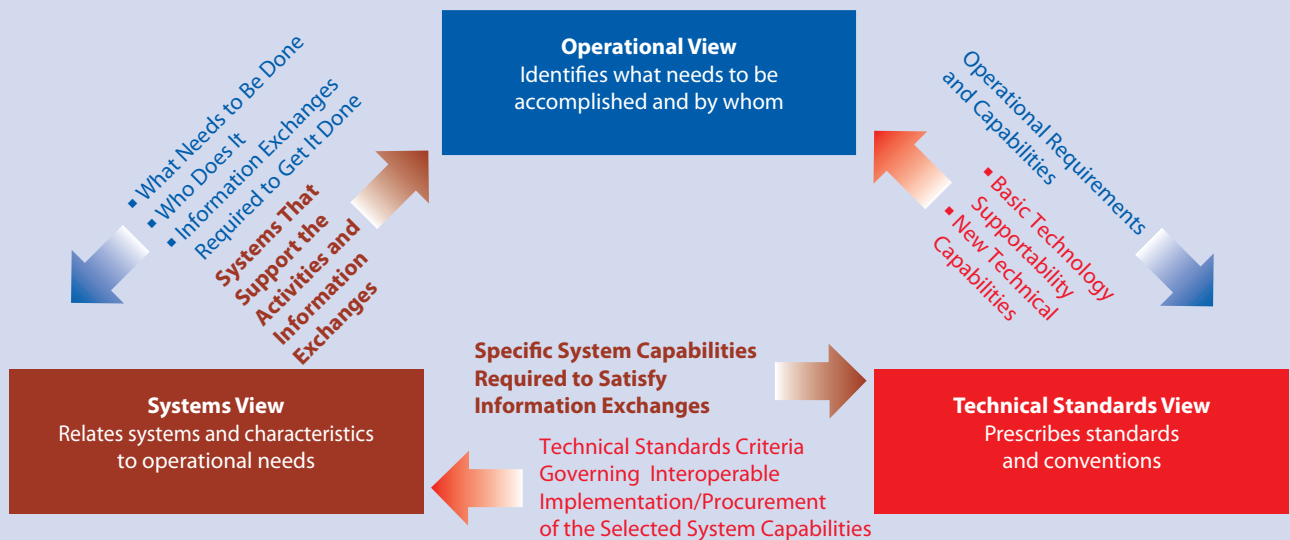 Operational View
Identifies what needs to be
accomplished and by whom
▪ What Needs to Be Done
▪ Who Does It
▪ Information Exchanges
Required to Get It Done
Systems That
Support the
Activities and
Information
Exchanges
Operational Requirements
and Capabilities
▪ Basic Technology
Supportability
▪ New Technical
Capabilities
Systems View
Relates systems and characteristics
to operational needs
Specific System Capabilities
Required to Satisfy
Information Exchanges
Technical Standards Criteria
Governing Interoperable
Implementation/Procurement
of the Selected System Capabilities
Technical Standards View
Prescribes standards
and conventions